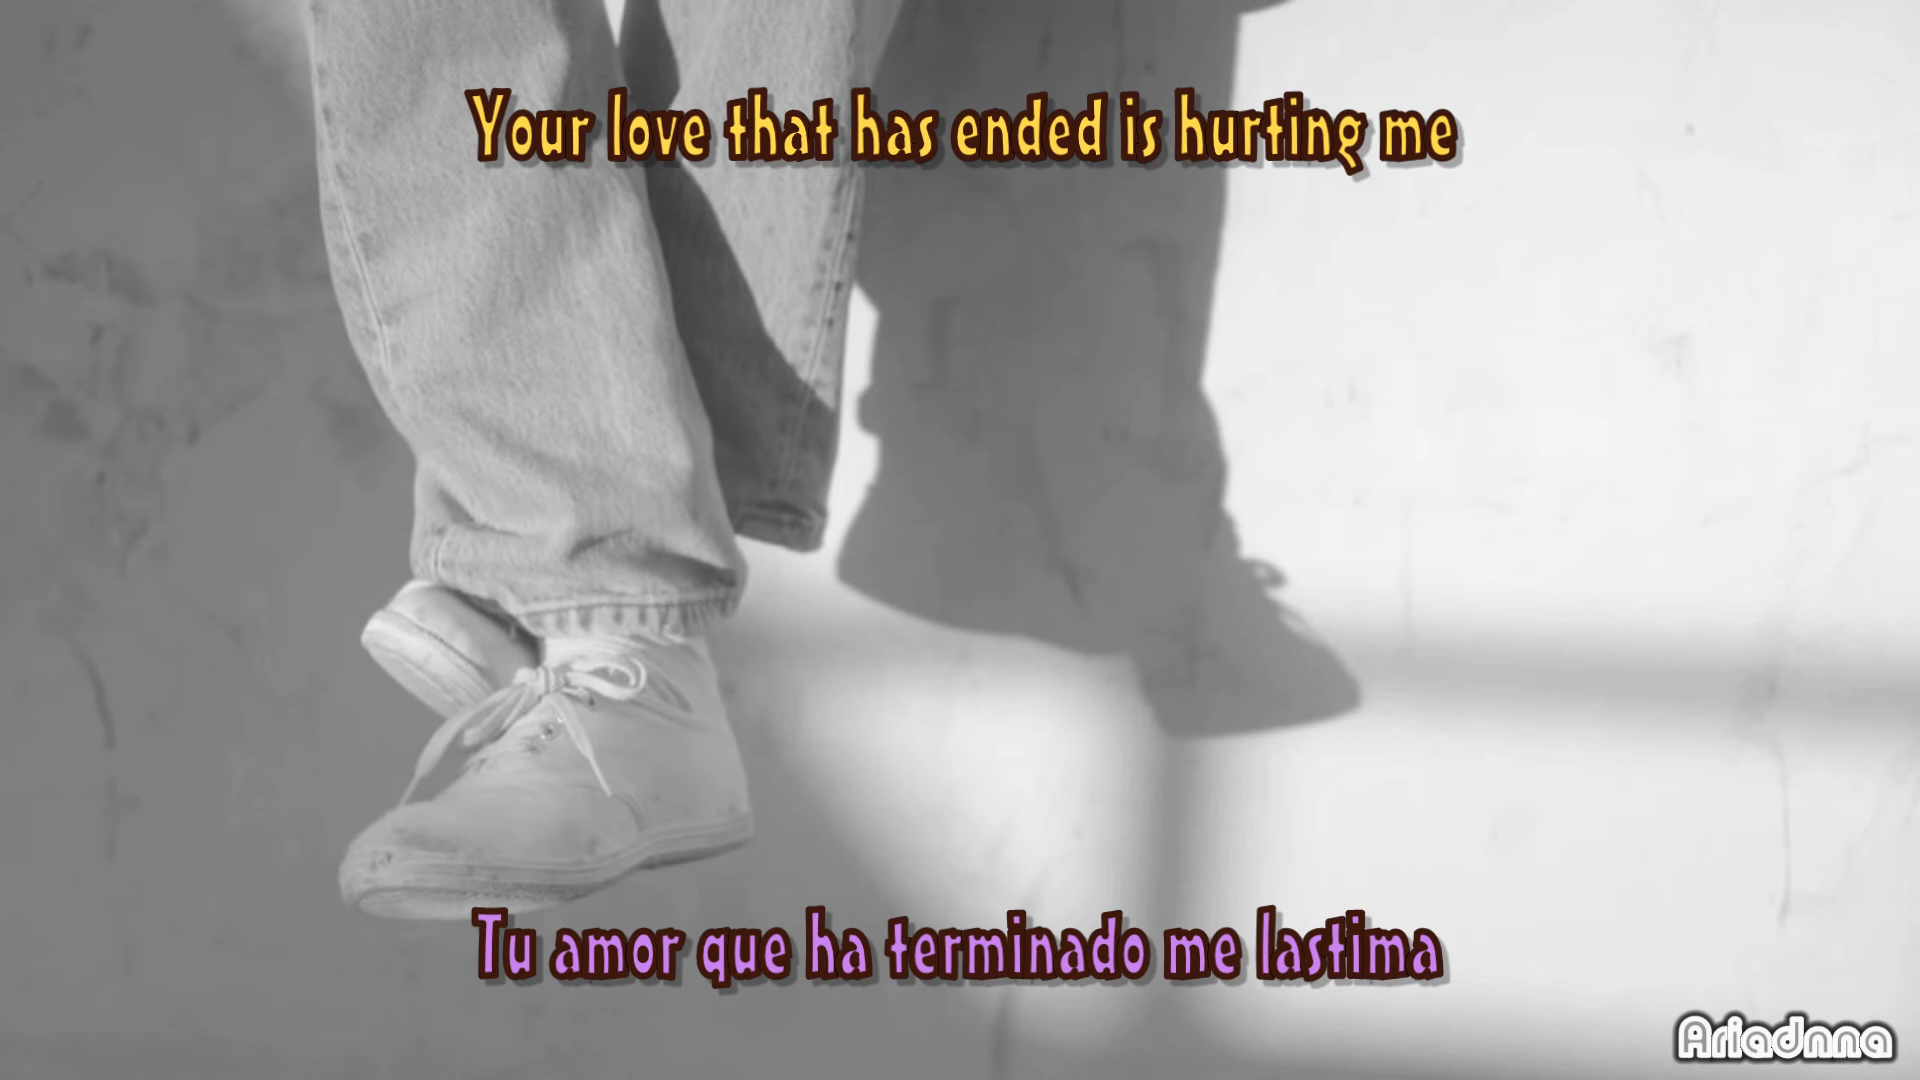 Your love that has ended is hurting me
Tu amor que ha terminado me lastima
Ariadnna